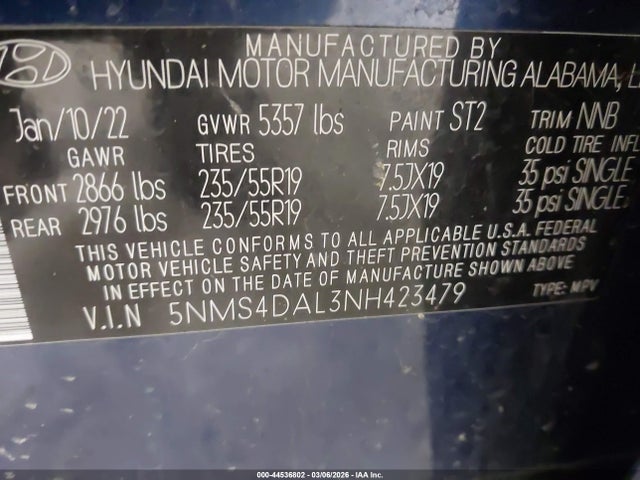 MANUFACTURED BY
HYUNDAI MOTOR MANUFACTURING ALABAMA,
Jan/10/22 GVWR 5357 lbs PAINT ST2 TRIM NNB
GAWR TIRES RIMS COLD TIRE INFL
FRONT 2866 lbs 235/55R19 7.5JX19 35 psi SINGLE
REAR 2976 lbs 235/55R19 7.5JX19 35 psi SINGLE
THIS VEHICLE CONFORMS TO ALL APPLICABLE U.S.A. FEDERAL
MOTOR VEHICLE SAFETY AND THEFT PREVENTION STANDARDS
IN EFFECT ON THE DATE OF MANUFACTURE SHOWN ABOVE
V.I.N 5NMS4DAL3NH423479 TYPE: MPV
000-44536802 - 03/06/2026 - IAA Inc.